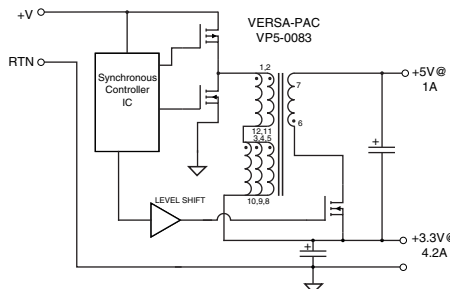 +V
VERSA-PAC
VP5-0083
RTN
Synchronous
Controller
IC
1,2
7
+5V@
1A
6
12,11
3,4,5
10,9,8
LEVEL SHIFT
+
+3.3V@
4.2A
+